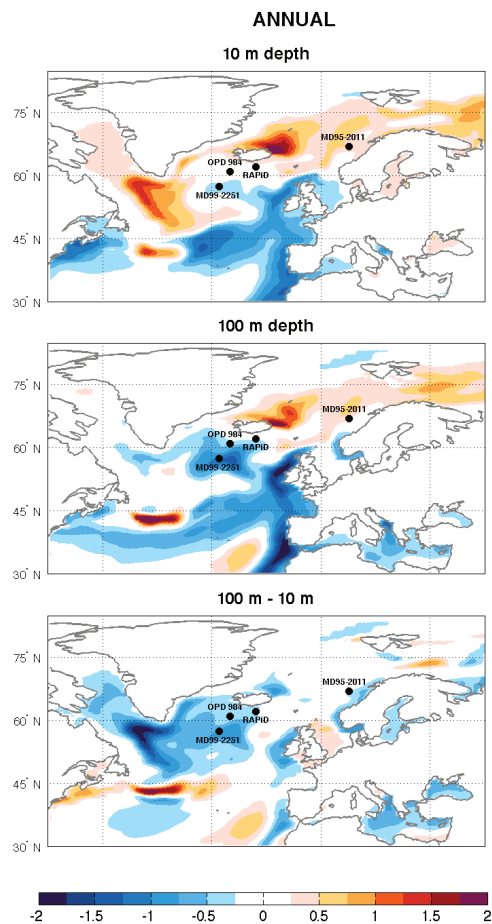 ANNUAL
10 m depth
75° N
MD95-2011
OPD 984
60° N
RAPiD
MD99-2251
45° N
30° N
100 m depth
75° N
MD95-2011
OPD 984
60° N
RAPiD
MD99-2251
45° N
30° N
100 m - 10 m
75° N
MD95-2011
OPD 984
60° N
RAPiD
MD99-2251
45° N
30° N
-2 -1.5 -1 -0.5 0 0.5 1 1.5 2